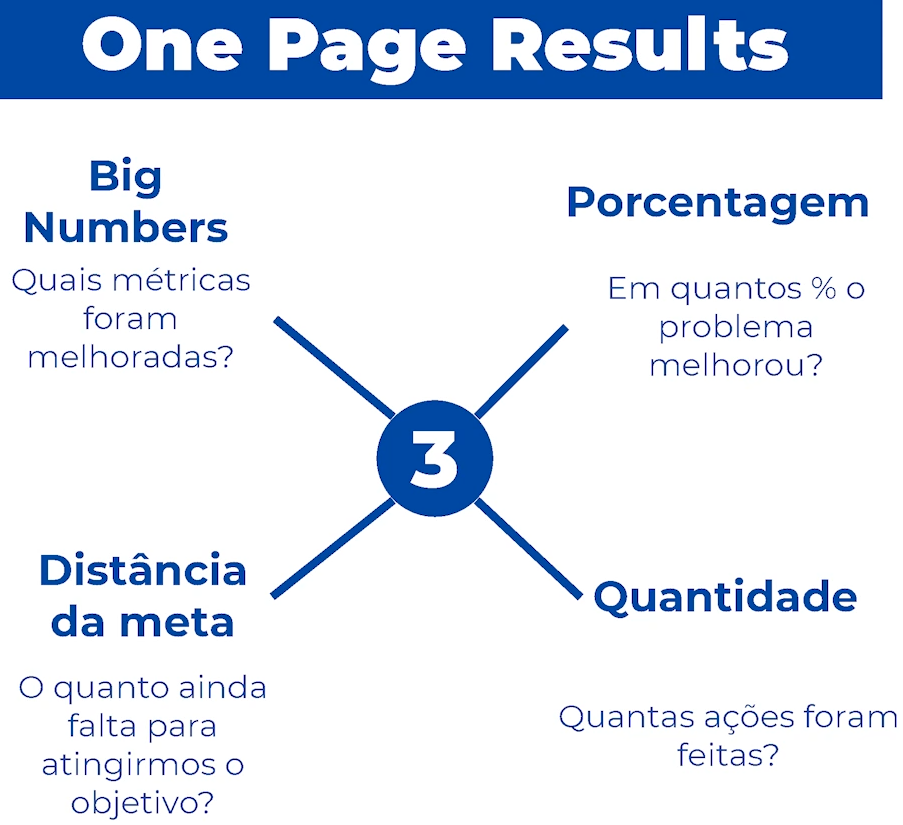 One Page Results
Big
Numbers
Quais métricas
foram
melhoradas?
Porcentagem
Em quantos % o
problema
melhorou?
3
Distância
da meta
O quanto ainda
falta para
atingirmos o
objetivo?
Quantidade
Quantas ações foram
feitas?